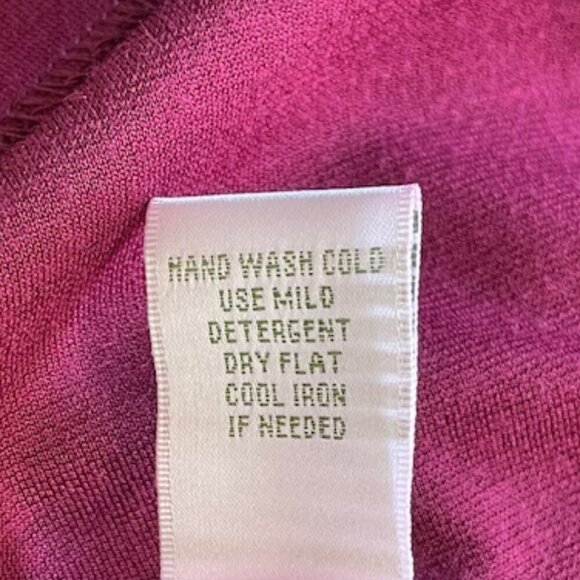 HAND WASH COLD
USE MILD
DETERGENT
DRY FLAT
COOL IRON
IF NEEDED